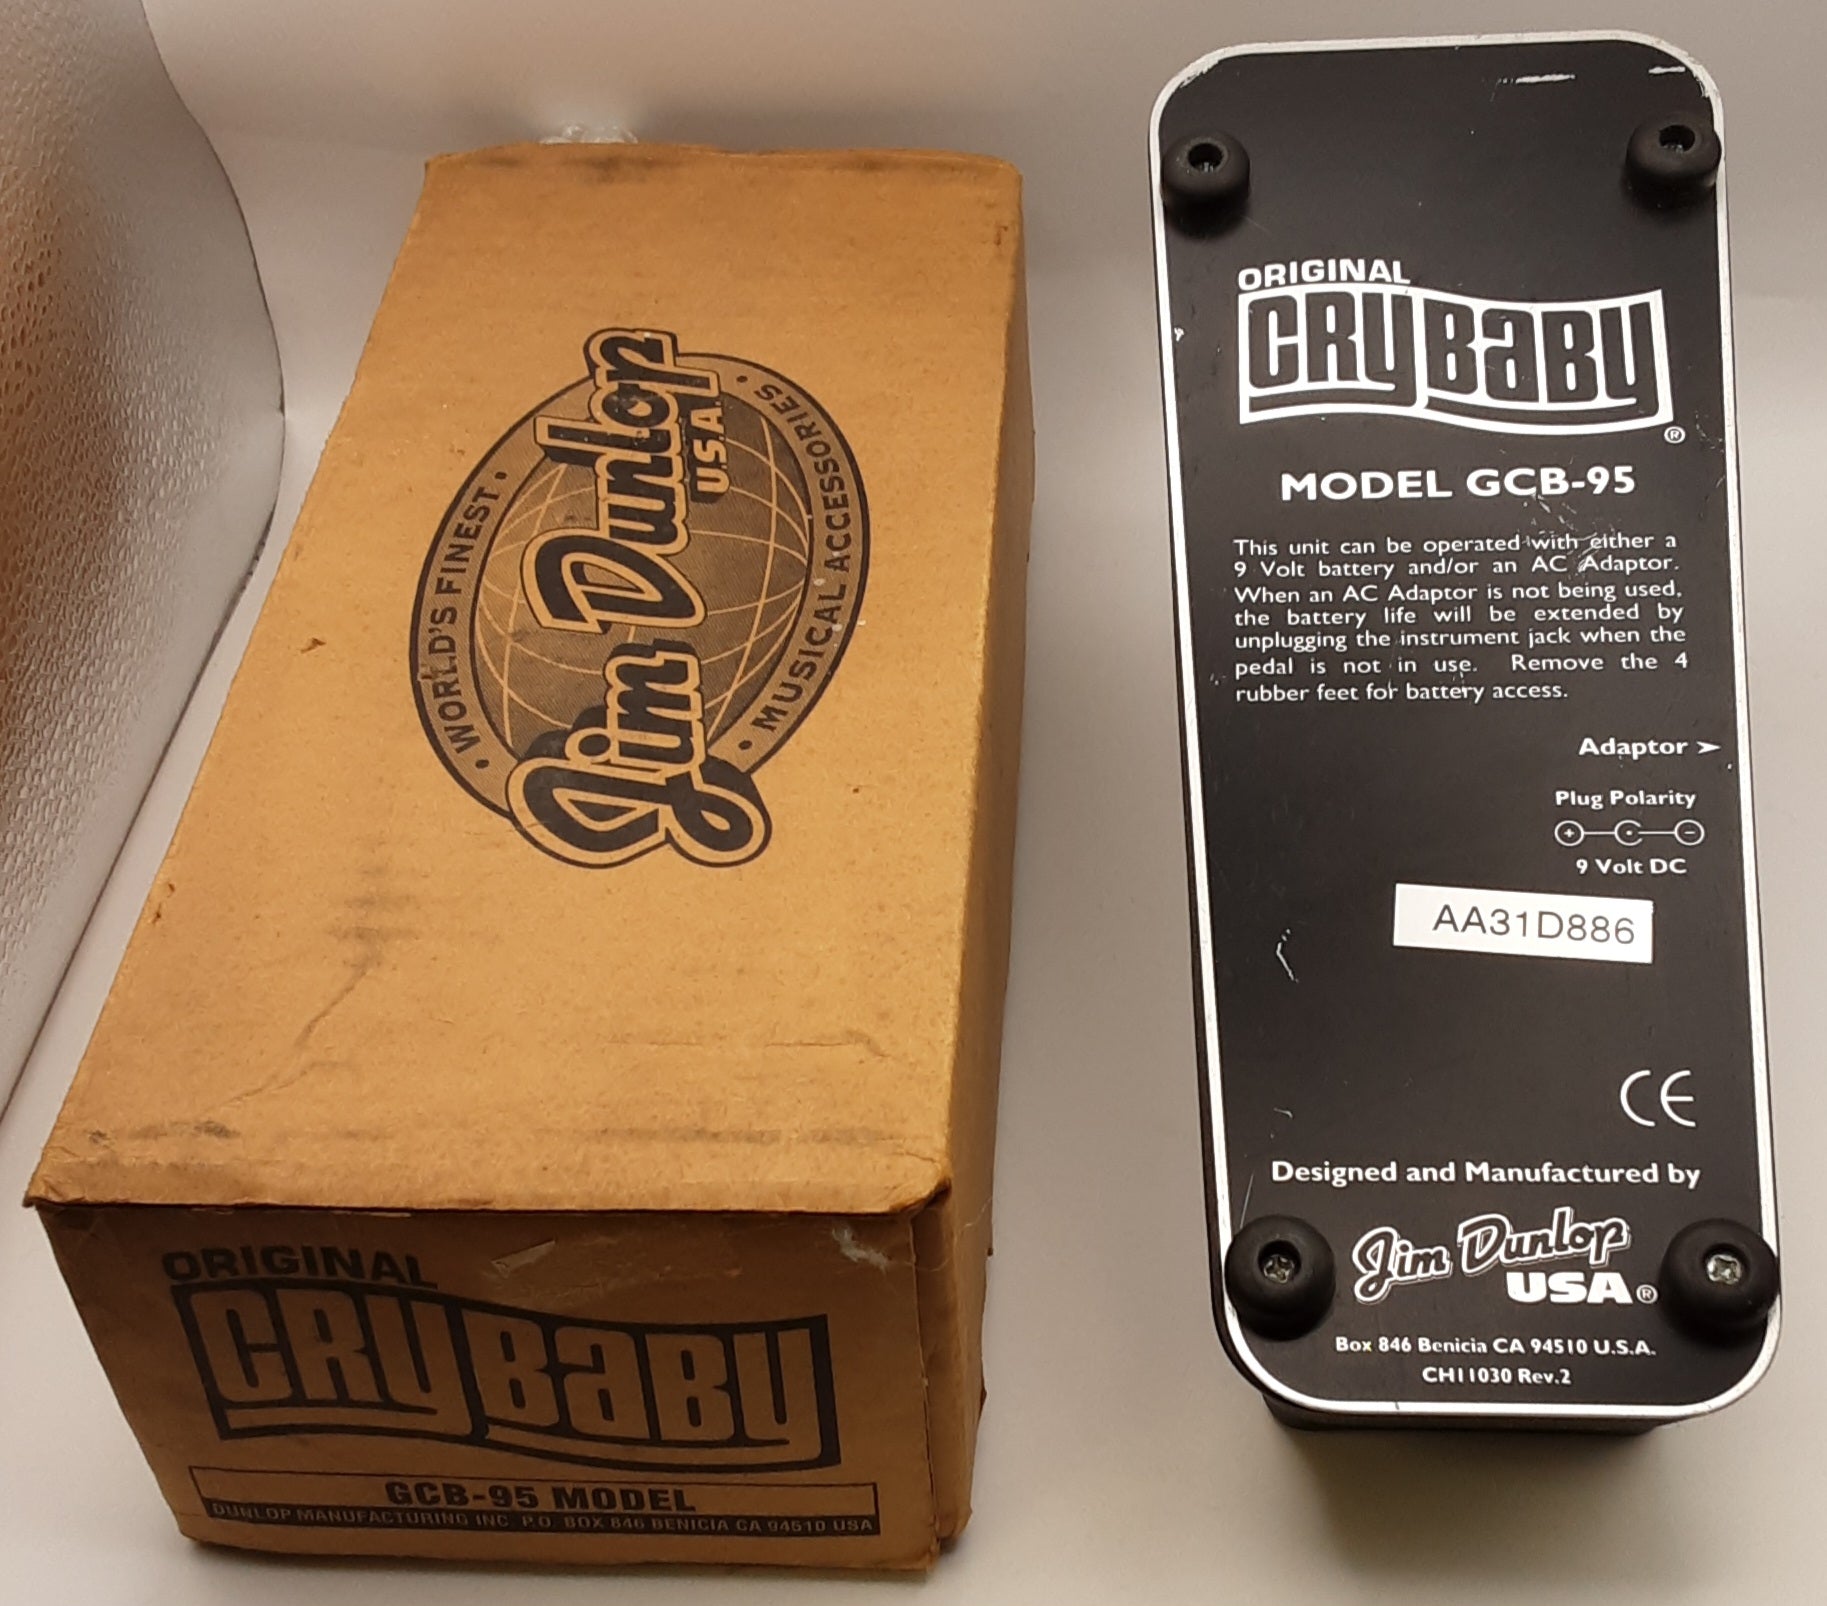 • WORLD'S FINEST •
Jim Dunlop
U.S.A.
• MUSICAL ACCESSORIES •
ORIGINAL
CRYBABY
GCB-95 MODEL
DUNLOP MANUFACTURING INC. P.O. BOX 846 BENICIA CA 94510 USA
ORIGINAL
CRYBABY
®
MODEL GCB-95
This unit can be operated with either a
9 Volt battery and/or an AC Adaptor.
When an AC Adaptor is not being used,
the battery life will be extended by
unplugging the instrument jack when the
pedal is not in use. Remove the 4
rubber feet for battery access.
Adaptor ➤
Plug Polarity
+ -
9 Volt DC
AA31D886
CE
Designed and Manufactured by
Jim Dunlop
USA®
Box 846 Benicia CA 94510 U.S.A.
CH11030 Rev.2